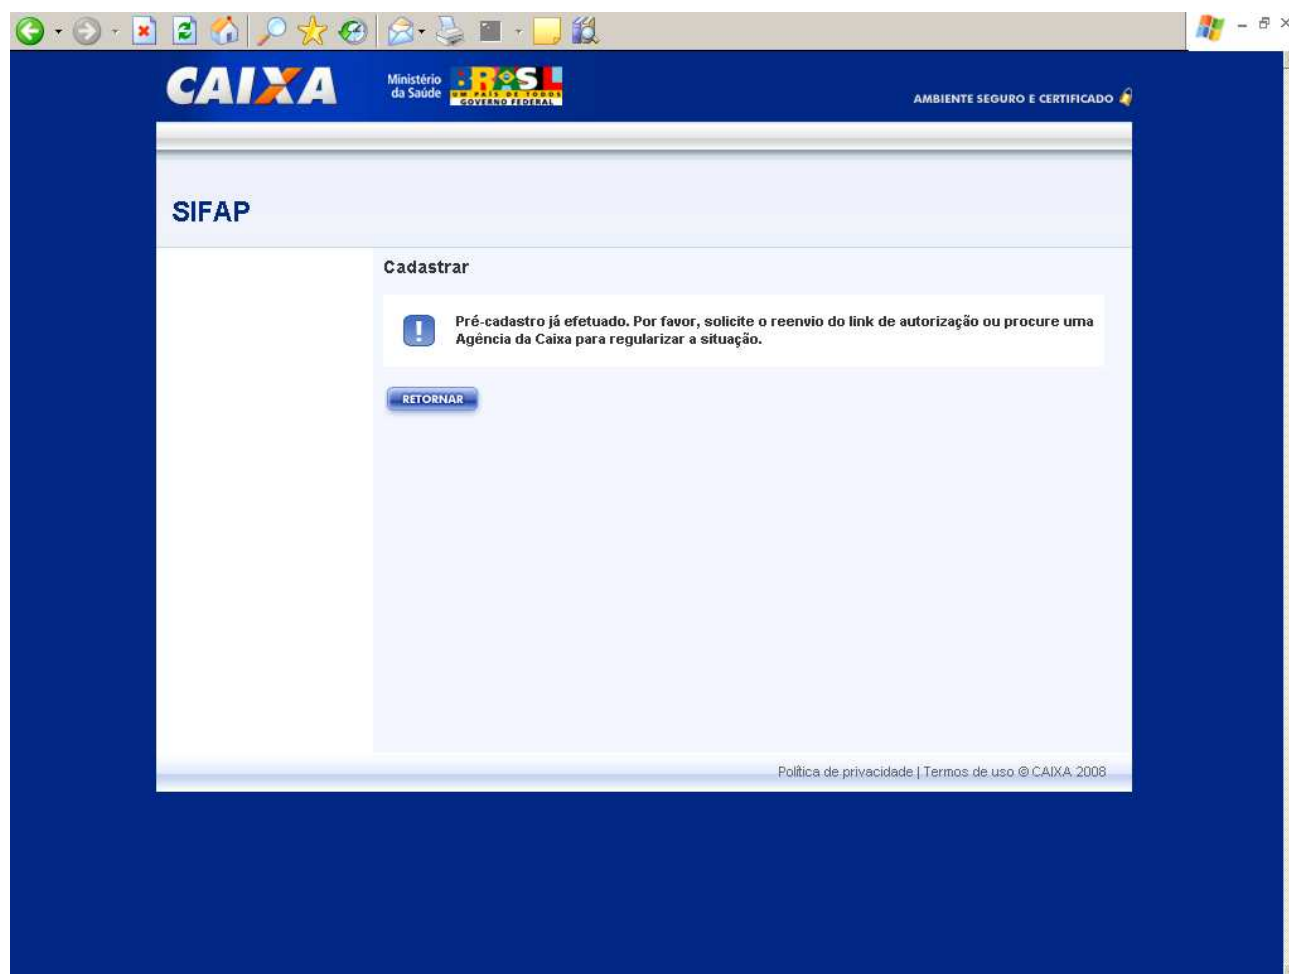 CAIXA
Ministério
da Saúde
BRASIL
UM PAÍS DE TODOS
GOVERNO FEDERAL
AMBIENTE SEGURO E CERTIFICADO
SIFAP
Cadastrar
Pré-cadastro já efetuado. Por favor, solicite o reenvio do link de autorização ou procure uma
Agência da Caixa para regularizar a situação.
RETORNAR
Política de privacidade | Termos de uso © CAIXA 2008